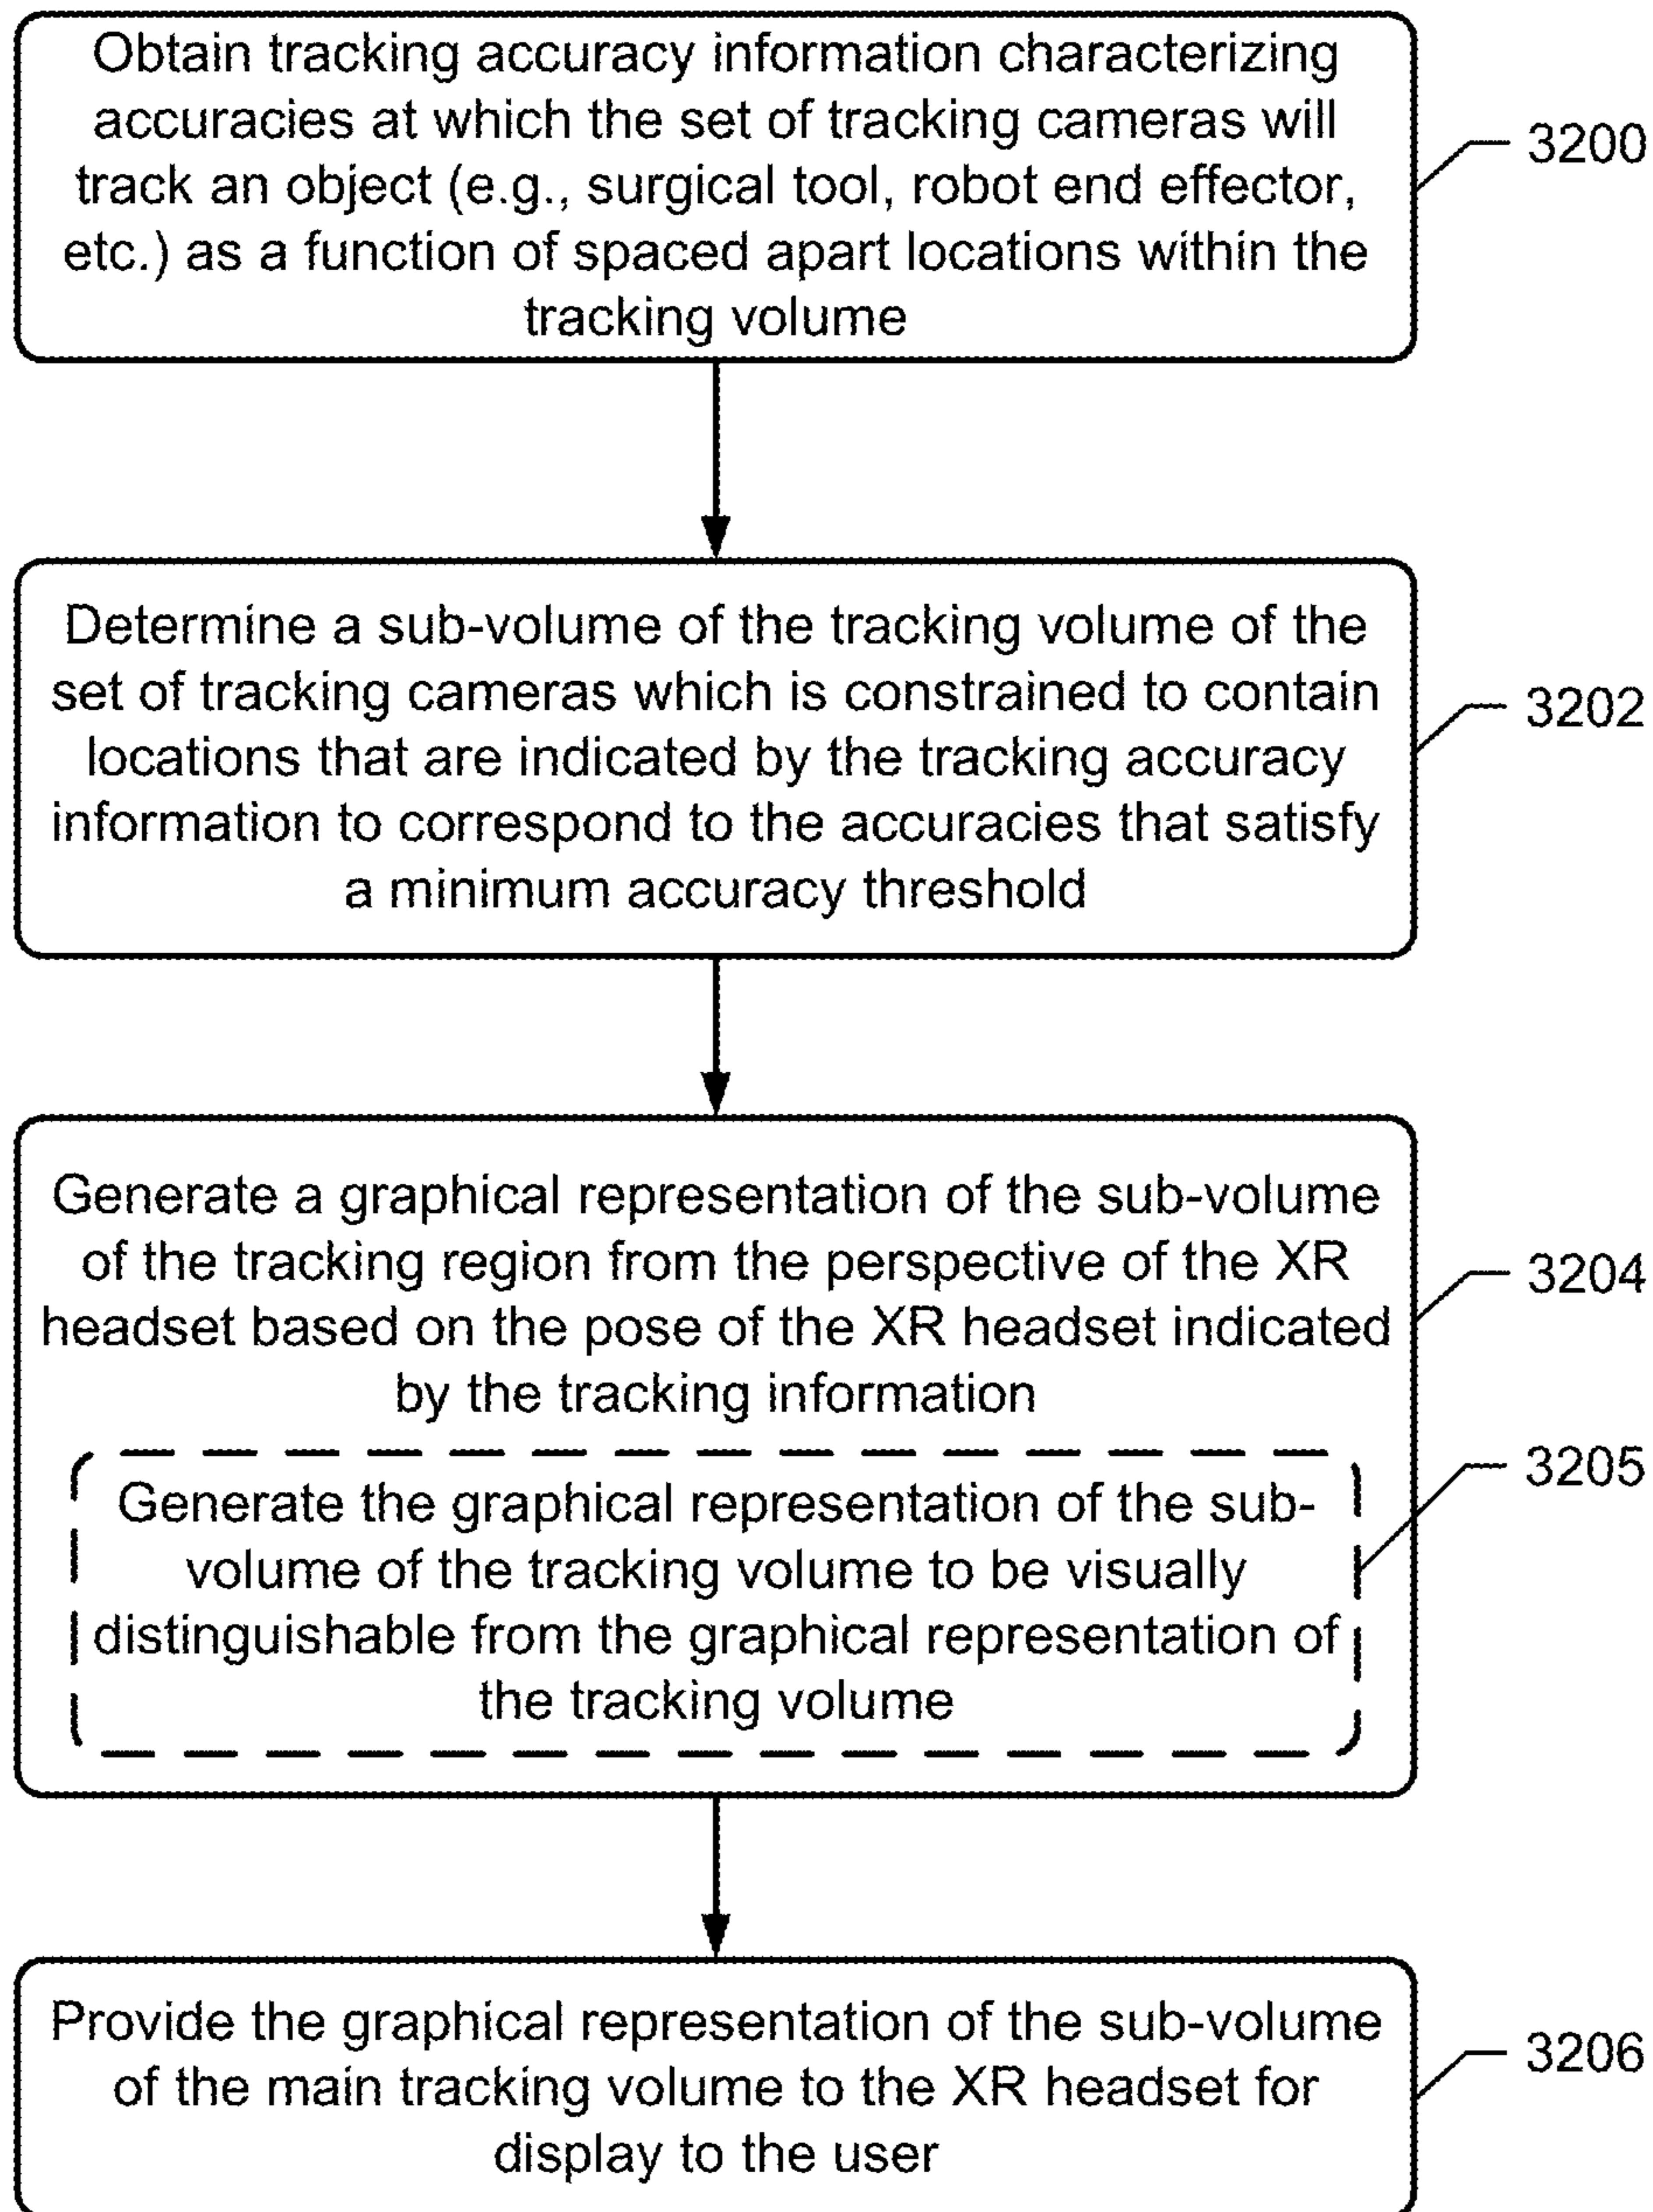 Obtain tracking accuracy information characterizing
accuracies at which the set of tracking cameras will
track an object (e.g., surgical tool, robot end effector,
etc.) as a function of spaced apart locations within the
tracking volume
3200
Determine a sub-volume of the tracking volume of the
set of tracking cameras which is constrained to contain
locations that are indicated by the tracking accuracy
information to correspond to the accuracies that satisfy
a minimum accuracy threshold
3202
Generate a graphical representation of the sub-volume
of the tracking region from the perspective of the XR
headset based on the pose of the XR headset indicated
by the tracking information
3204
Generate the graphical representation of the sub-
volume of the tracking volume to be visually
distinguishable from the graphical representation of
the tracking volume
3205
Provide the graphical representation of the sub-volume
of the main tracking volume to the XR headset for
display to the user
3206